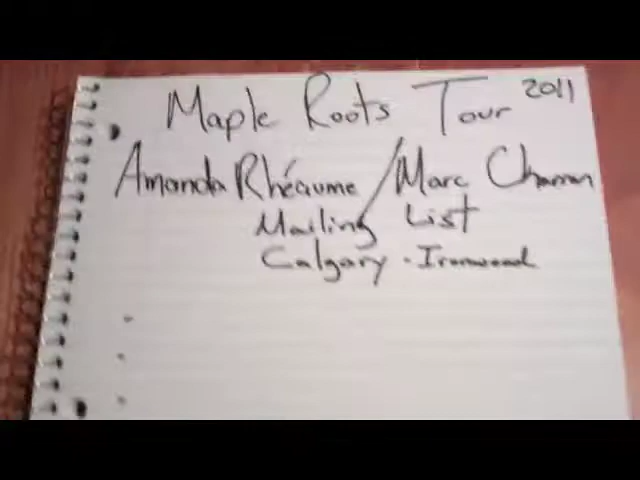 Maple Roots Tour 2011
Amanda Rhéaume / Marc Charron
Mailing List
Calgary - Ironwood